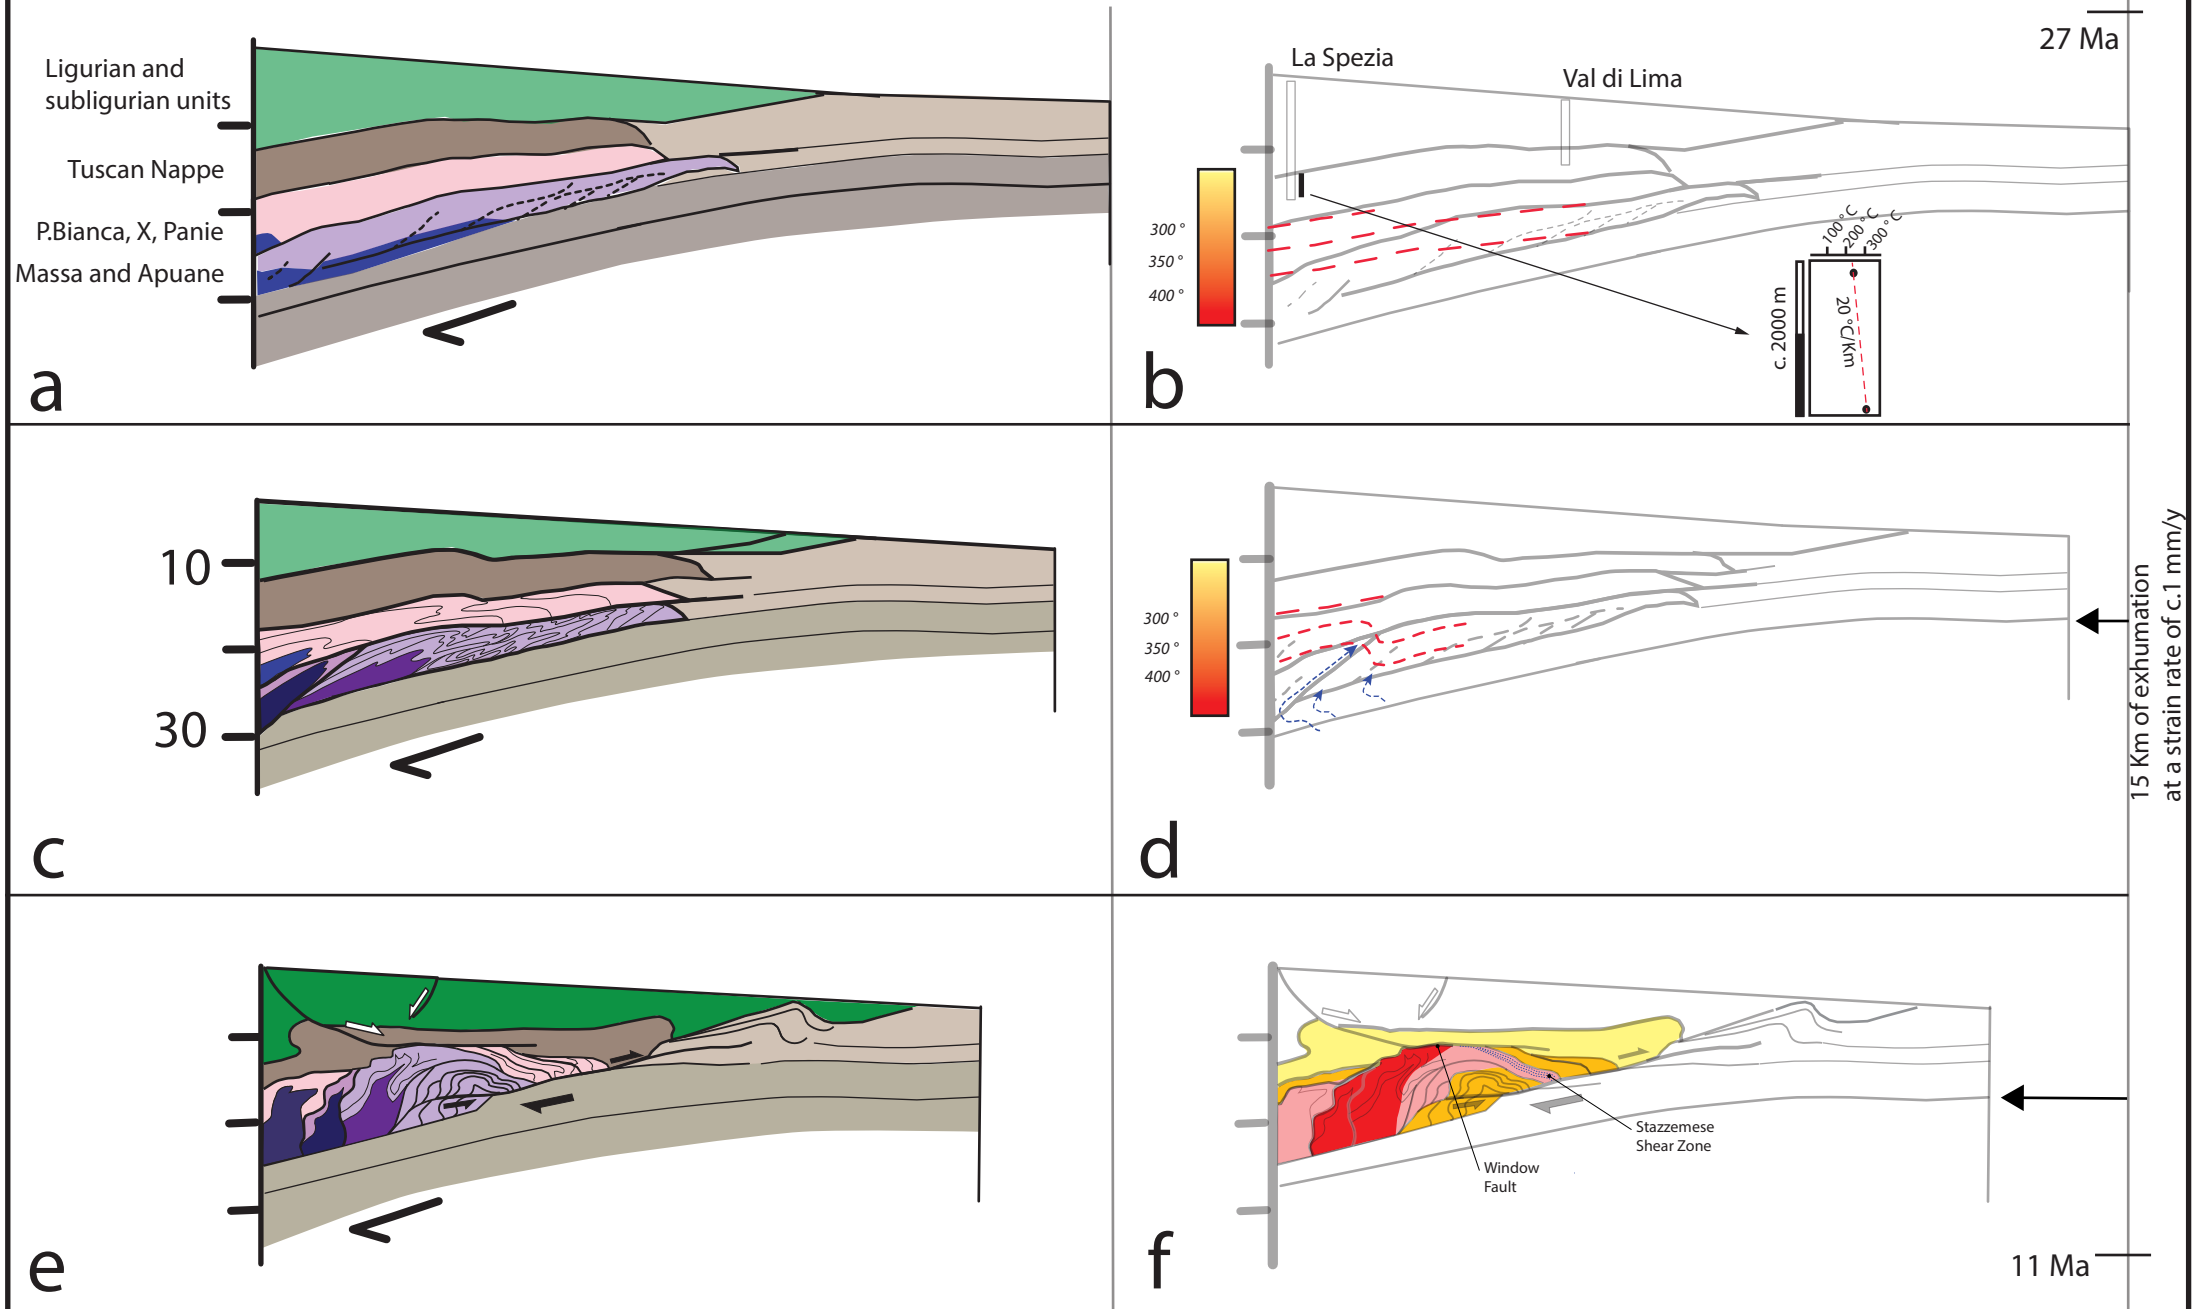 Ligurian and
subligurian units
Tuscan Nappe
P.Bianca, X, Panie
Massa and Apuane
a
La Spezia
Val di Lima
27 Ma
300 °
350 °
400 °
100 °C
200 °C
300 °C
c. 2000 m
20 °C/Km
b
10
30
c
300 °
350 °
400 °
d
15 Km of exhumation
at a strain rate of c.1 mm/y
e
Stazzemese
Shear Zone
Window
Fault
f
11 Ma